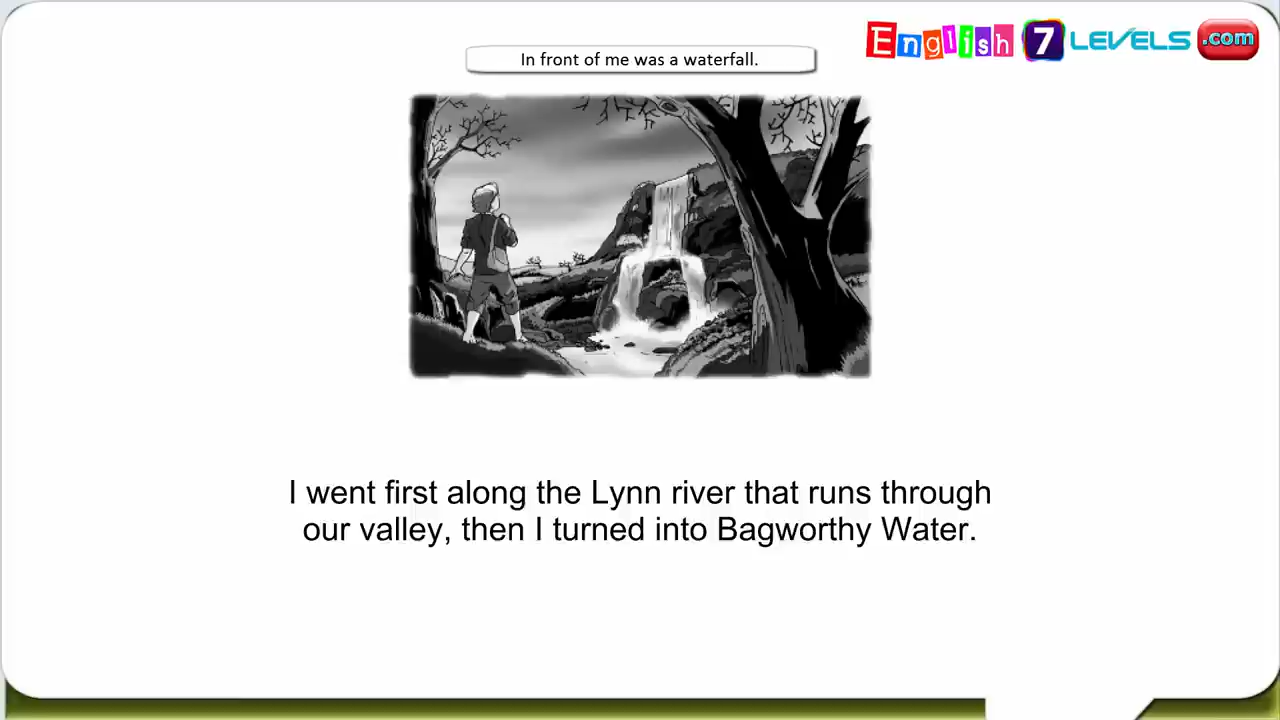 English 7 LEVELS .com
In front of me was a waterfall.
I went first along the Lynn river that runs through
our valley, then I turned into Bagworthy Water.